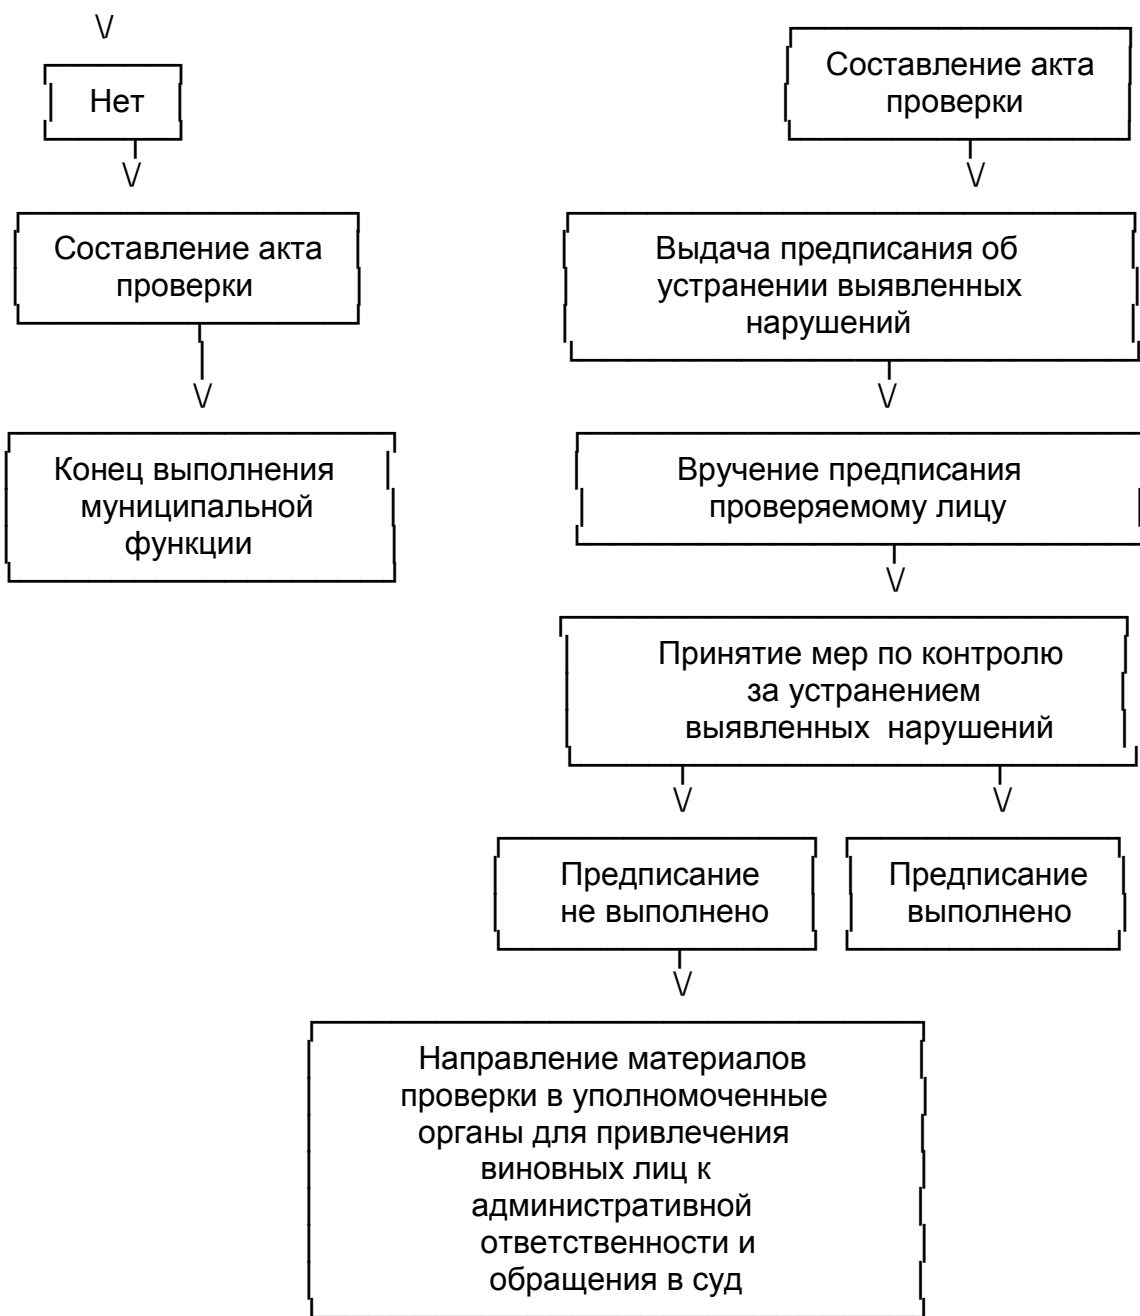 Нет
Составление акта
проверки
Конец выполнения
муниципальной
функции
Составление акта
проверки
Выдача предписания об
устранении выявленных
нарушений
Вручение предписания
проверяемому лицу
Принятие мер по контролю
за устранением
выявленных нарушений
Предписание
не выполнено
Предписание
выполнено
Направление материалов
проверки в уполномоченные
органы для привлечения
виновных лиц к
административной
ответственности и
обращения в суд